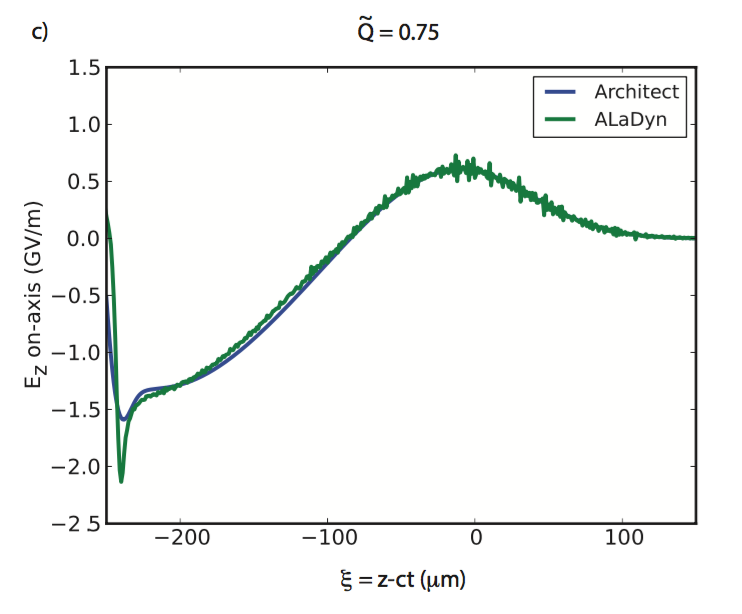 c)
Q̃ = 0.75
1.5
1.0
0.5
0.0
−0.5
−1.0
−1.5
−2.0
−2 5
E_z on-axis (GV/m)
Architect
ALaDyn
−200
−100
0
100
ξ = z-ct (μm)